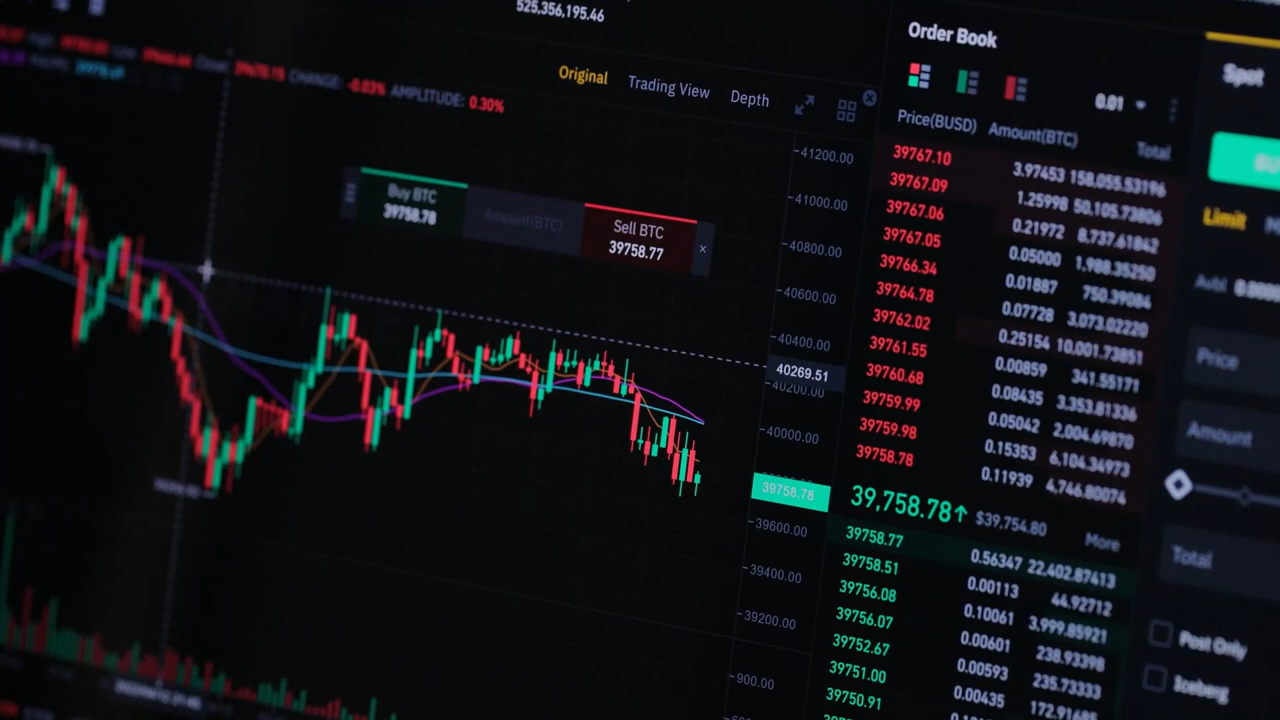 525,356,195.46
CHANGE: -0.03% AMPLITUDE: 0.30%
Original Trading View Depth
Buy BTC
39758.78
Amount(BTC)
Sell BTC
39758.77
×
41200.00
41000.00
40800.00
40600.00
40400.00
40269.51
40200.00
40000.00
39758.78
39600.00
39400.00
39200.00
900.00
Order Book
0.01
Price(BUSD) Amount(BTC) Total
39767.10 3.97453 158,055.53196
39767.09 1.25998 50,105.73806
39767.06 0.21972 8,737.61842
39767.05 0.05000 1,988.35250
39766.34 0.01887 750.39084
39764.78 0.07728 3,073.02220
39762.02 0.25154 10,001.73851
39761.55 0.00859 341.55171
39760.68 0.08435 3,353.81336
39759.99 0.05042 2,004.69870
39759.98 0.15353 6,104.34973
39758.78 0.11939 4,746.80074
39,758.78↑ $39,754.80 More
39758.77 0.56347 22,402.87413
39758.51 0.00113 44.92712
39756.08 0.10061 3,999.85921
39756.07 0.00601 238.93398
39752.67 0.00593 235.73333
39751.00 0.00435 172.91685
39750.91
Spot
Limit
Price
Amount
Total
Post Only
Iceberg